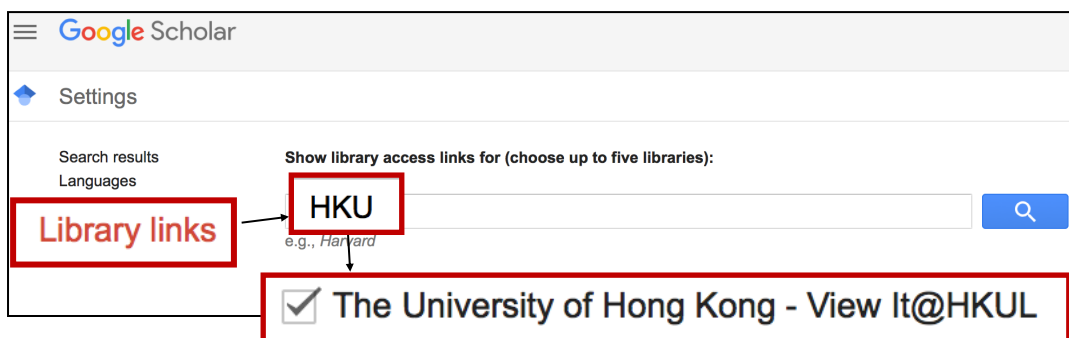 Google Scholar
Settings
Search results
Languages
Library links
Show library access links for (choose up to five libraries):
HKU
e.g., Harvard
The University of Hong Kong - View It@HKUL